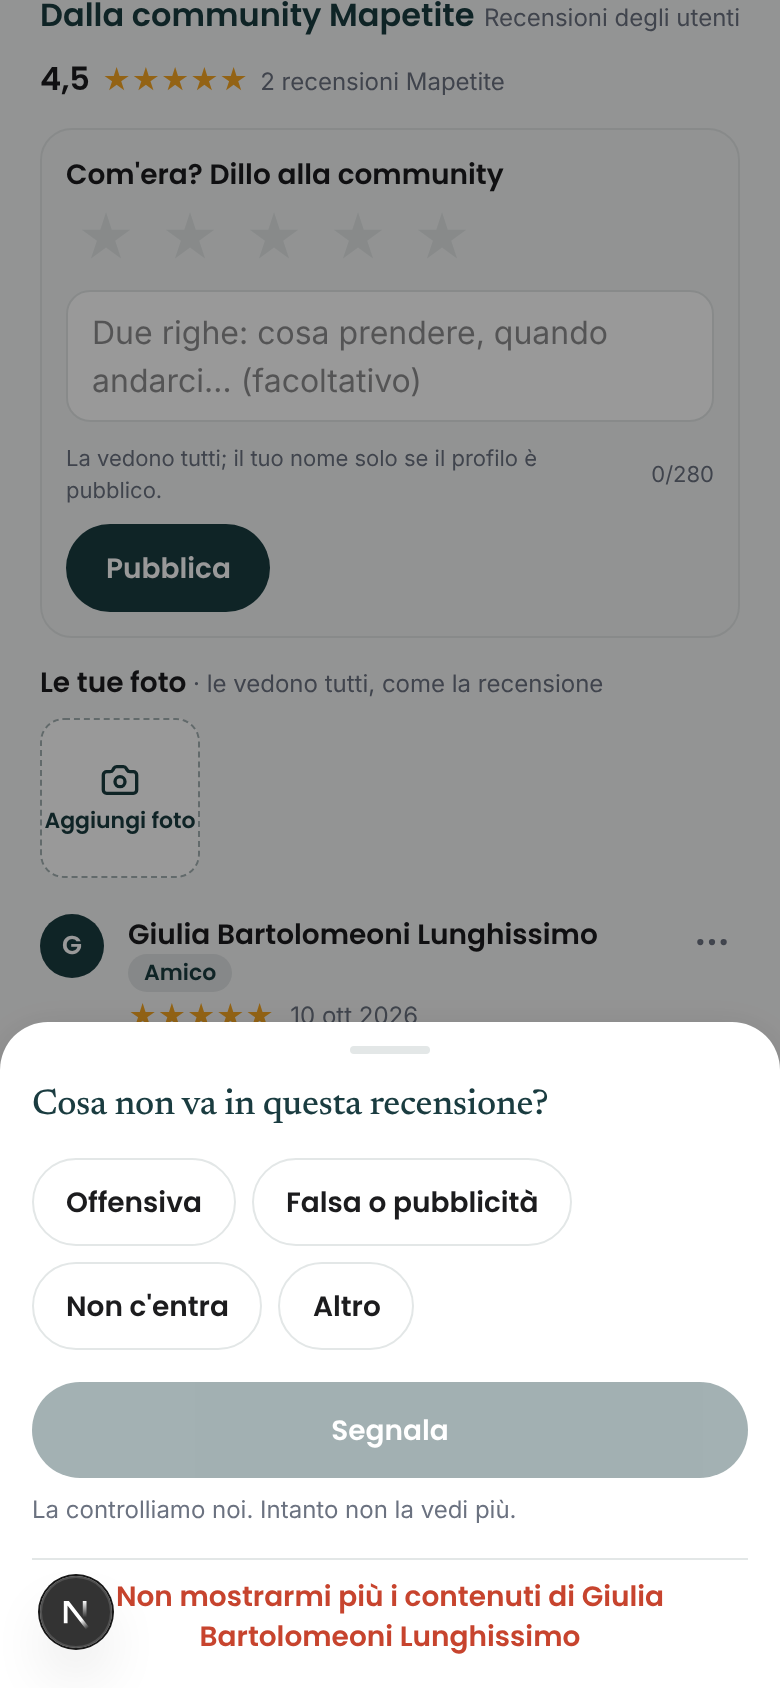 Dalla community Mapetite Recensioni degli utenti
4,5 ★★★★★ 2 recensioni Mapetite
Com'era? Dillo alla community
Due righe: cosa prendere, quando
andarci... (facoltativo)
La vedono tutti; il tuo nome solo se il profilo è
pubblico.
0/280
Pubblica
Le tue foto · le vedono tutti, come la recensione
Aggiungi foto
G
Giulia Bartolomeoni Lunghissimo
Amico
★★★★★ 10 ott 2026
Cosa non va in questa recensione?
Offensiva
Falsa o pubblicità
Non c'entra
Altro
Segnala
La controlliamo noi. Intanto non la vedi più.
N
Non mostrarmi più i contenuti di Giulia
Bartolomeoni Lunghissimo